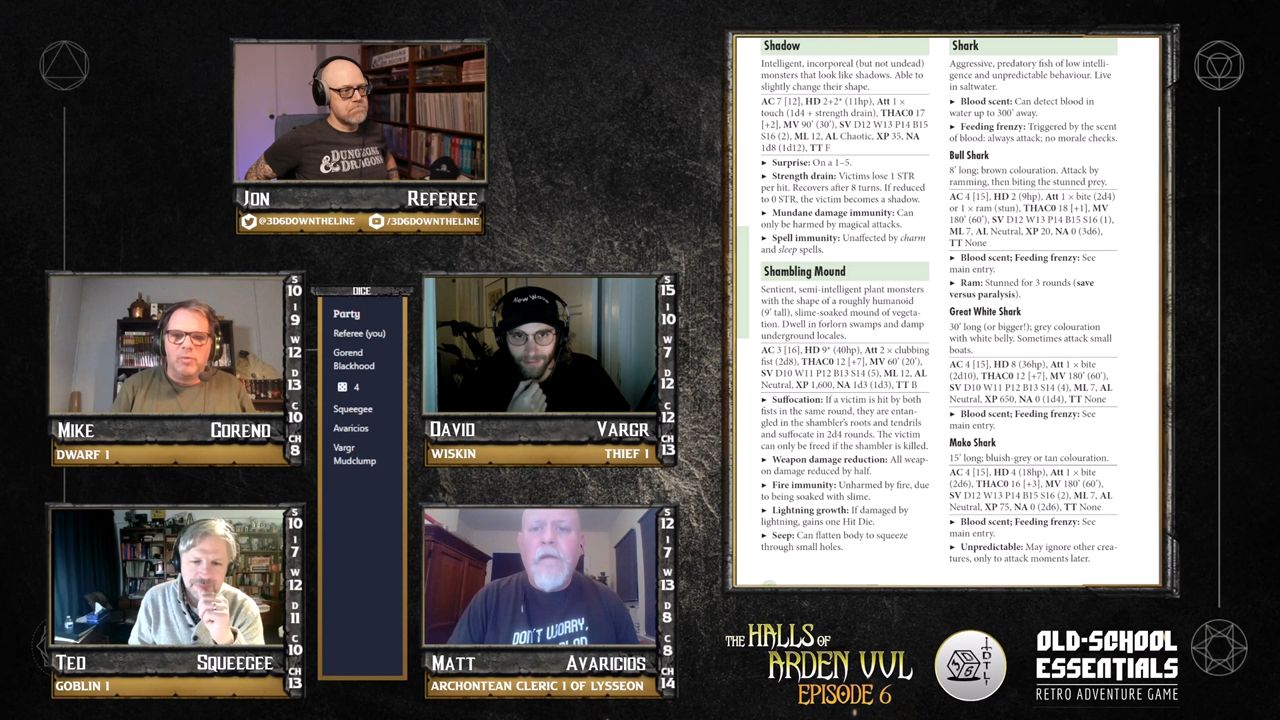 DUNGEONS
& DRAGONS
JON REFEREE
@3D6DOWNTHELINE /3D6DOWNTHELINE
MIKE GOREND
DWARF 1
S
10
I
9
W
12
D
13
C
10
CH
8
DICE
Party
Referee (you)
Gorend
Blackhood
4
Squeegee
Avaricios
Vargr
Mudclump
DAVID VARGR
WISKIN THIEF 1
S
15
I
10
W
7
D
12
C
12
CH
13
TED SQUEEGEE
GOBLIN 1
S
10
I
7
W
12
D
11
C
10
CH
13
DON'T WORRY,
MATT AVARICIOS
ARCHONTEAN CLERIC 1 OF LYSSEON
S
12
I
7
W
13
D
8
C
8
CH
14
Shadow
Intelligent, incorporeal (but not undead)
monsters that look like shadows. Able to
slightly change their shape.
AC 7 [12], HD 2+2* (11hp), Att 1 ×
touch (1d4 + strength drain), THAC0 17
[+2], MV 90' (30'), SV D12 W13 P14 B15
S16 (2), ML 12, AL Chaotic, XP 35, NA
1d8 (1d12), TT F
► Surprise: On a 1–5.
► Strength drain: Victims lose 1 STR
per hit. Recovers after 8 turns. If reduced
to 0 STR, the victim becomes a shadow.
► Mundane damage immunity: Can
only be harmed by magical attacks.
► Spell immunity: Unaffected by charm
and sleep spells.
Shambling Mound
Sentient, semi-intelligent plant monsters
with the shape of a roughly humanoid
(9' tall), slime-soaked mound of vegeta-
tion. Dwell in forlorn swamps and damp
underground locales.
AC 3 [16], HD 9* (40hp), Att 2 × clubbing
fist (2d8), THAC0 12 [+7], MV 60' (20'),
SV D10 W11 P12 B13 S14 (5), ML 12, AL
Neutral, XP 1,600, NA 1d3 (1d3), TT B
► Suffocation: If a victim is hit by both
fists in the same round, they are entan-
gled in the shambler's roots and tendrils
and suffocate in 2d4 rounds. The victim
can only be freed if the shambler is killed.
► Weapon damage reduction: All weap-
on damage reduced by half.
► Fire immunity: Unharmed by fire, due
to being soaked with slime.
► Lightning growth: If damaged by
lightning, gains one Hit Die.
► Seep: Can flatten body to squeeze
through small holes.
Shark
Aggressive, predatory fish of low intelli-
gence and unpredictable behaviour. Live
in saltwater.
► Blood scent: Can detect blood in
water up to 300' away.
► Feeding frenzy: Triggered by the scent
of blood: always attack; no morale checks.
Bull Shark
8' long; brown colouration. Attack by
ramming, then biting the stunned prey.
AC 4 [15], HD 2 (9hp), Att 1 × bite (2d4)
or 1 × ram (stun), THAC0 18 [+1], MV
180' (60'), SV D12 W13 P14 B15 S16 (1),
ML 7, AL Neutral, XP 20, NA 0 (3d6),
TT None
► Blood scent; Feeding frenzy: See
main entry.
► Ram: Stunned for 3 rounds (save
versus paralysis).
Great White Shark
30' long (or bigger!); grey colouration
with white belly. Sometimes attack small
boats.
AC 4 [15], HD 8 (36hp), Att 1 × bite
(2d10), THAC0 12 [+7], MV 180' (60'),
SV D10 W11 P12 B13 S14 (4), ML 7, AL
Neutral, XP 650, NA 0 (1d4), TT None
► Blood scent; Feeding frenzy: See
main entry.
Mako Shark
15' long; bluish-grey or tan colouration.
AC 4 [15], HD 4 (18hp), Att 1 × bite
(2d6), THAC0 16 [+3], MV 180' (60'),
SV D12 W13 P14 B15 S16 (2), ML 7, AL
Neutral, XP 75, NA 0 (2d6), TT None
► Blood scent; Feeding frenzy: See
main entry.
► Unpredictable: May ignore other crea-
tures, only to attack moments later.
THE HALLS OF
ARDEN VUL
EPISODE 6
OLD-SCHOOL
ESSENTIALS
RETRO ADVENTURE GAME